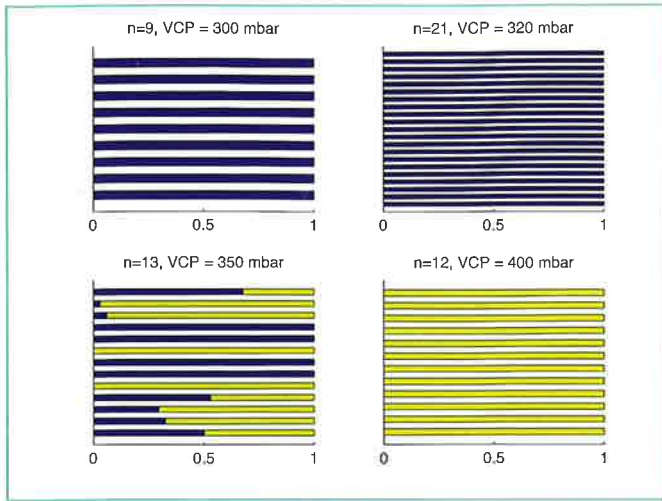 n=9, VCP = 300 mbar
n=21, VCP = 320 mbar
0 0.5 1
0 0.5 1
n=13, VCP = 350 mbar
n=12, VCP = 400 mbar
0 0.5 1
0 0.5 1